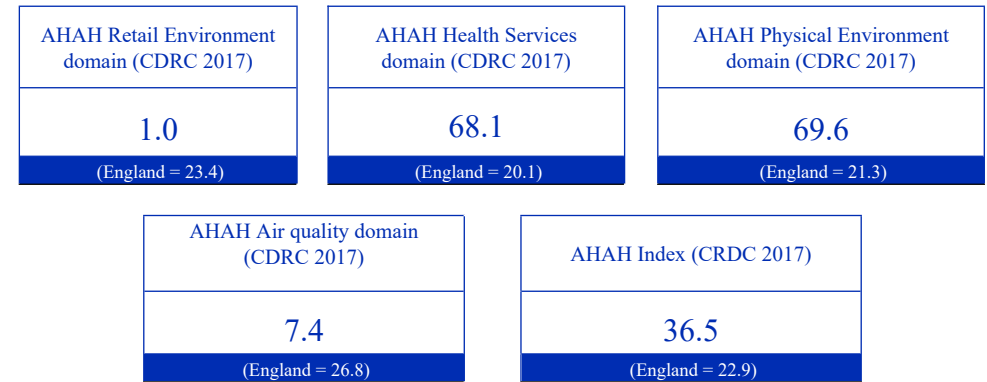 AHAH Retail Environment
domain (CDRC 2017)
1.0
(England = 23.4)
AHAH Health Services
domain (CDRC 2017)
68.1
(England = 20.1)
AHAH Physical Environment
domain (CDRC 2017)
69.6
(England = 21.3)
AHAH Air quality domain
(CDRC 2017)
7.4
(England = 26.8)
AHAH Index (CRDC 2017)
36.5
(England = 22.9)